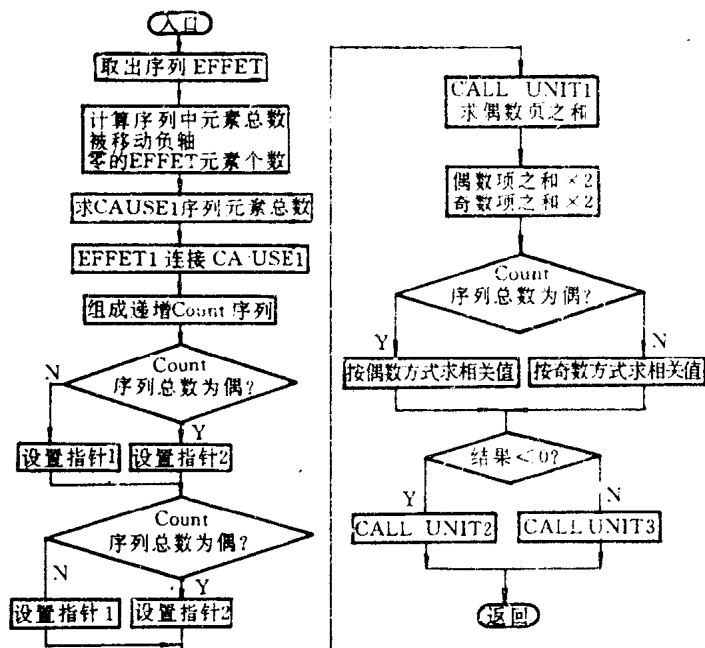 入口
取出序列EFFET
计算序列中元素总数
被移动负轴
零的EFFET元素个数
求CAUSE1序列元素总数
EFFET1连接CAUSE1
组成递增Count序列
Count
序列总数为偶?
N
Y
设置指针1
设置指针2
Count
序列总数为偶?
N
Y
设置指针1
设置指针2
CALL UNIT1
求偶数页之和
偶数项之和×2
奇数项之和×2
Count
序列总数为偶?
Y
N
按偶数方式求相关值
按奇数方式求相关值
结果<0?
Y
N
CALL UNIT2
CALL UNIT3
返回